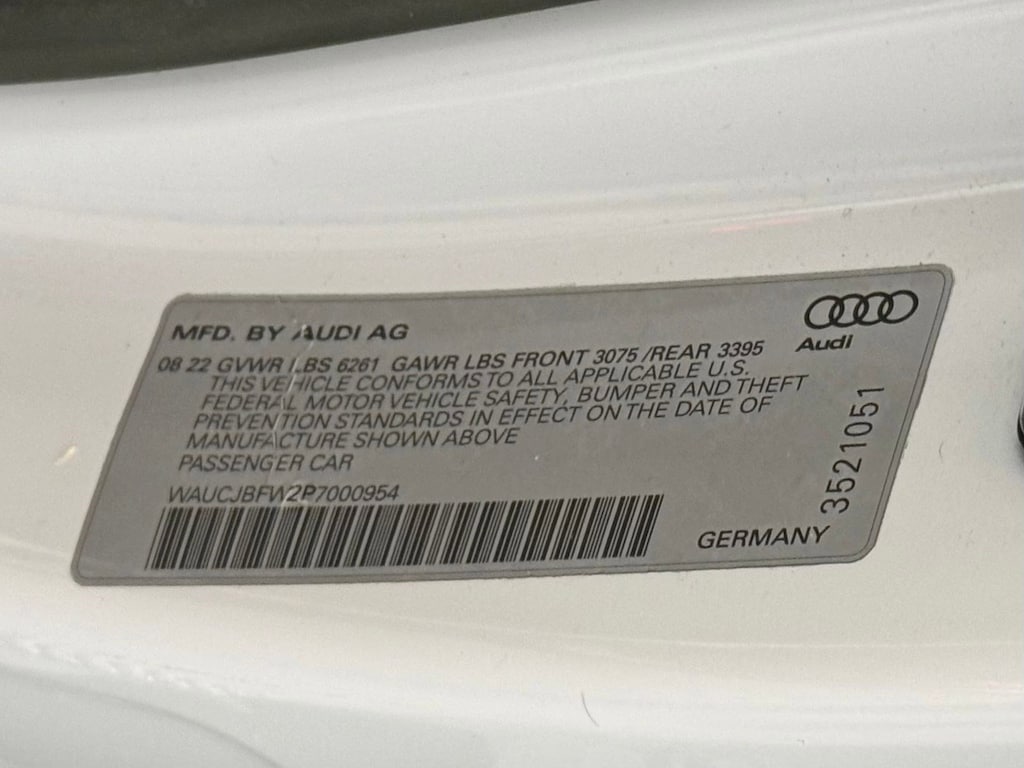 MFD. BY AUDI AG
Audi
08 22 GVWR LBS 6261 GAWR LBS FRONT 3075 /REAR 3395
THIS VEHICLE CONFORMS TO ALL APPLICABLE U.S.
FEDERAL MOTOR VEHICLE SAFETY, BUMPER AND THEFT
PREVENTION STANDARDS IN EFFECT ON THE DATE OF
MANUFACTURE SHOWN ABOVE
PASSENGER CAR
WAUCJBFW2P7000954
GERMANY
3521051